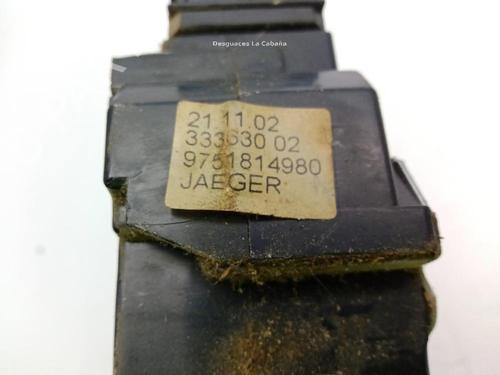 Desguaces La Cabaña
21.11.02
333630 02
9751814980
JAEGER